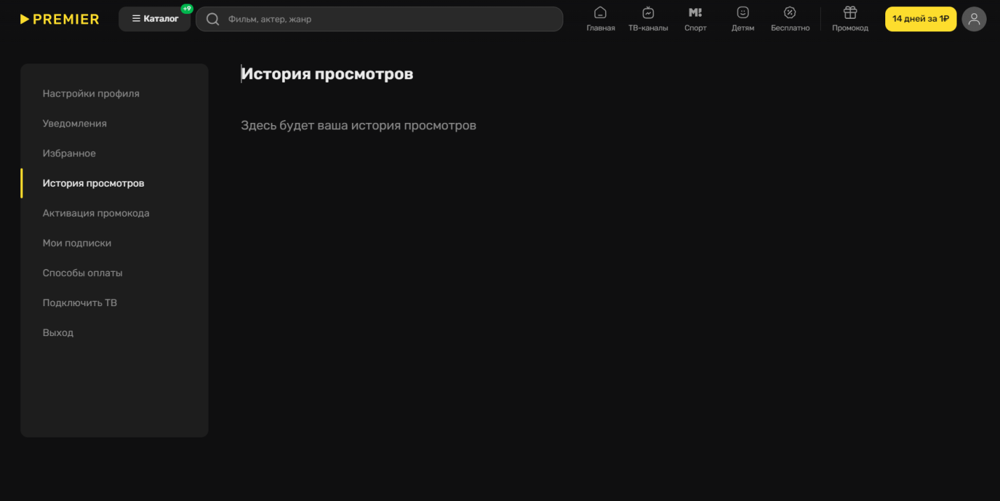 PREMIER
Каталог
+9
Фильм, актер, жанр
Главная
ТВ-каналы
М!
Спорт
Детям
Бесплатно
Промокод
14 дней за 1₽
Настройки профиля
Уведомления
Избранное
История просмотров
Активация промокода
Мои подписки
Способы оплаты
Подключить ТВ
Выход
История просмотров
Здесь будет ваша история просмотров